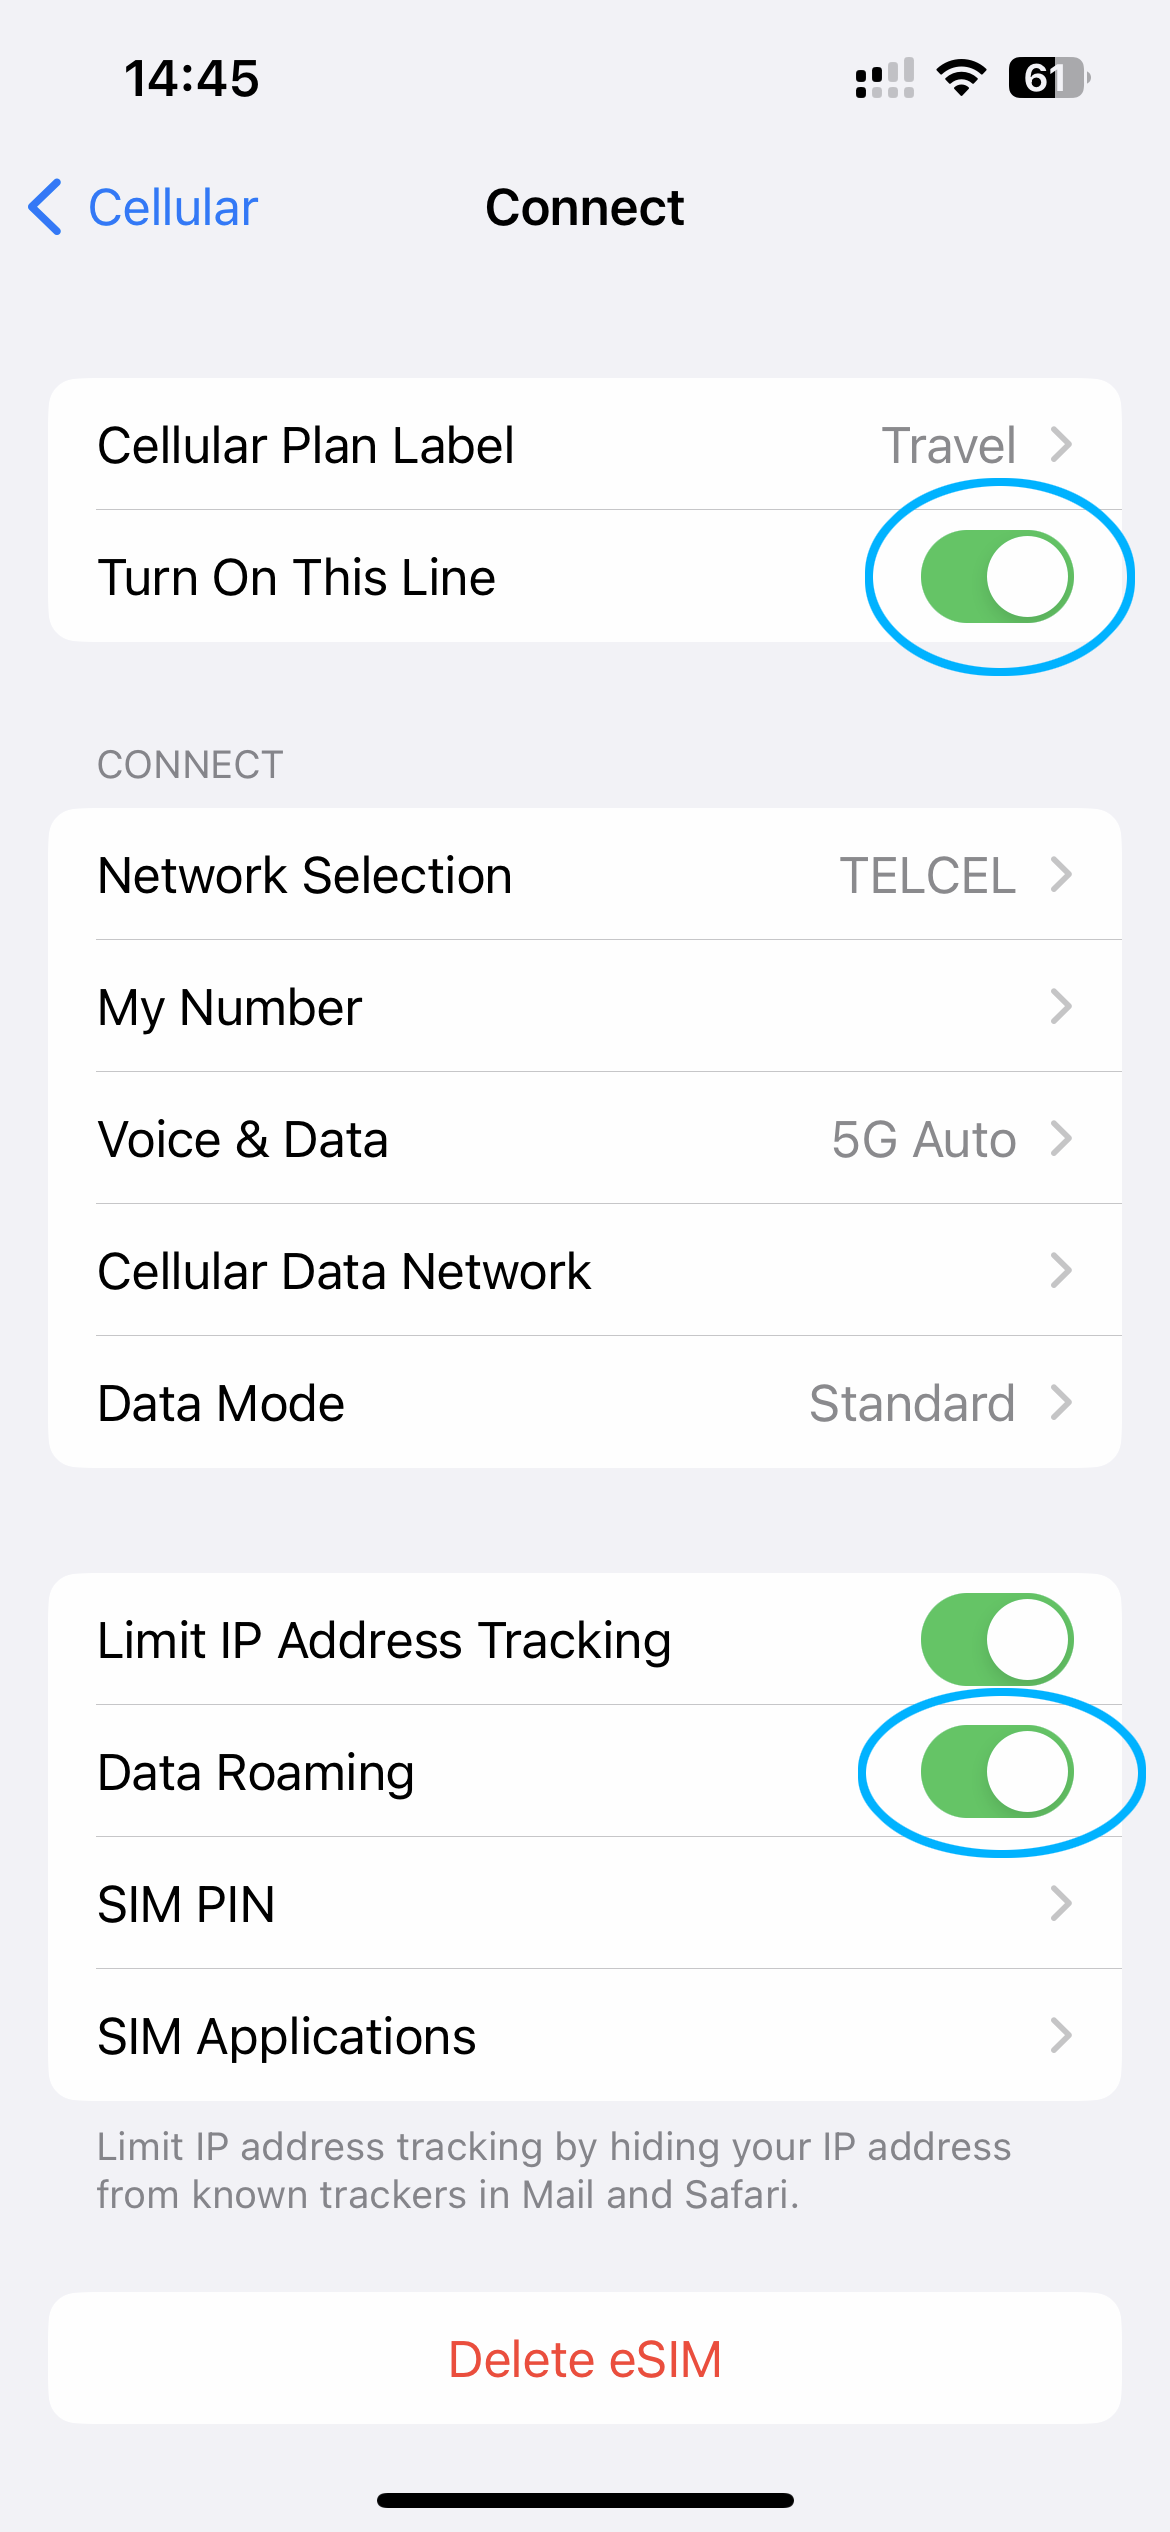 14:45 61
Cellular Connect
Cellular Plan Label Travel
Turn On This Line
CONNECT
Network Selection TELCEL
My Number
Voice & Data 5G Auto
Cellular Data Network
Data Mode Standard
Limit IP Address Tracking
Data Roaming
SIM PIN
SIM Applications
Limit IP address tracking by hiding your IP address
from known trackers in Mail and Safari.
Delete eSIM